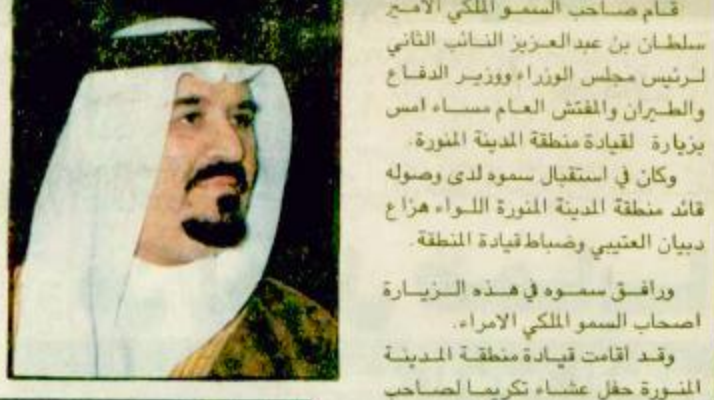 قام صاحب السمو الملكي الامير
سلطان بن عبدالعزيز النائب الثاني
لرئيس مجلس الوزراء ووزير الدفاع
والطيران والمفتش العام مساء امس
بزيارة لقيادة منطقة المدينة المنورة.
وكان في استقبال سموه لدى وصوله
قائد منطقة المدينة المنورة اللواء هزاع
دبيان العتيبي وضباط قيادة المنطقة.
ورافق سموه في هذه الزيارة
اصحاب السمو الملكي الامراء.
وقد أقامت قيادة منطقة المدينة
المنورة حفل عشاء تكريما لصاحب